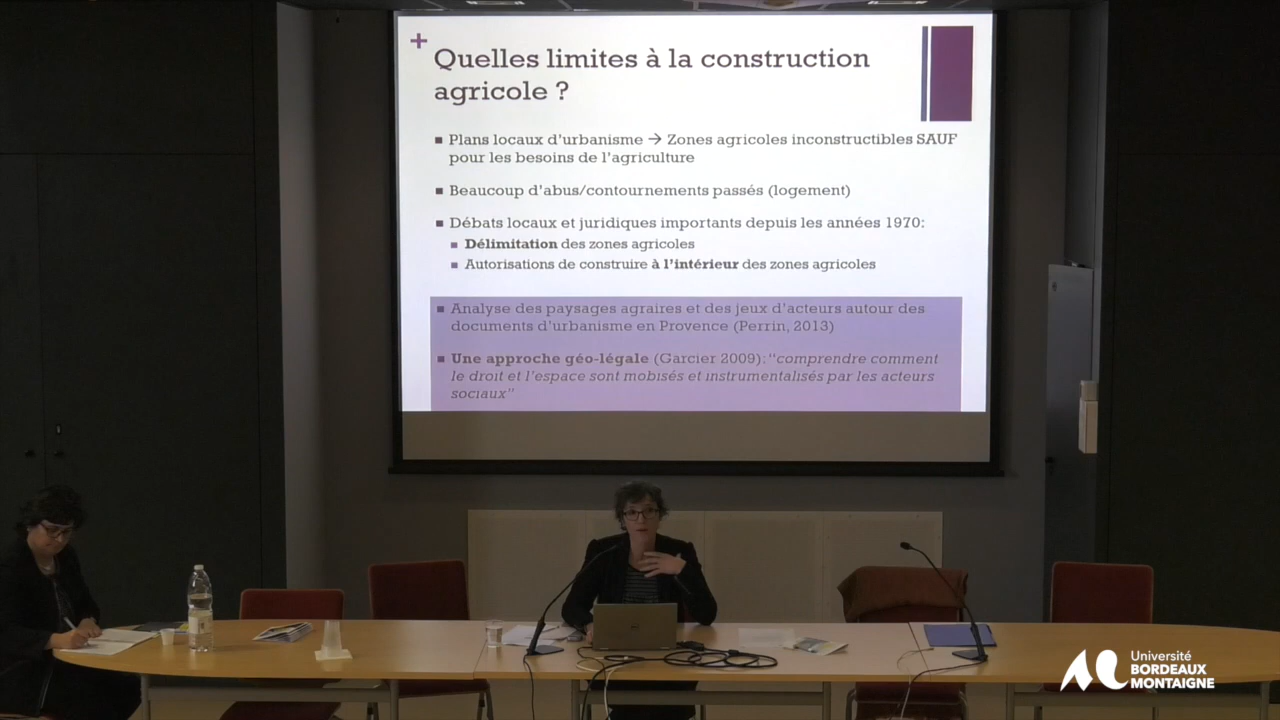 +
Quelles limites à la construction
agricole ?
Plans locaux d'urbanisme → Zones agricoles inconstructibles SAUF
pour les besoins de l'agriculture
Beaucoup d'abus/contournements passés (logement)
Débats locaux et juridiques importants depuis les années 1970:
Délimitation des zones agricoles
Autorisations de construire à l'intérieur des zones agricoles
Analyse des paysages agraires et des jeux d'acteurs autour des
documents d'urbanisme en Provence (Perrin, 2013)
Une approche géo-légale (Garcier 2009): "comprendre comment
le droit et l'espace sont mobisés et instrumentalisés par les acteurs
sociaux"
Université
BORDEAUX
MONTAIGNE